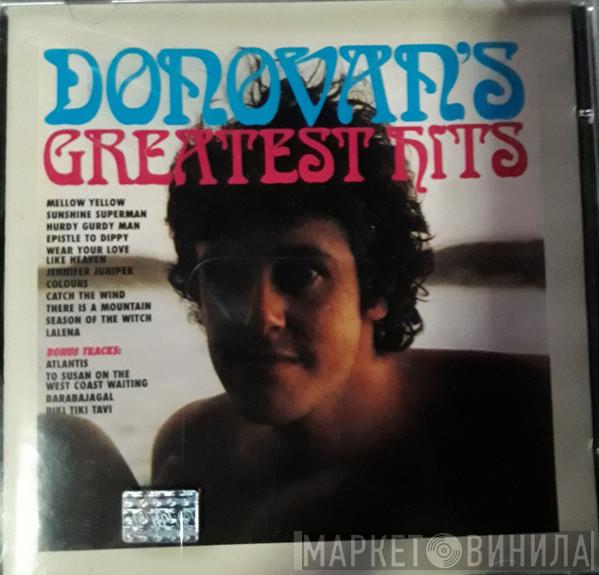 DONOVAN'S
GREATEST HITS
MELLOW YELLOW
SUNSHINE SUPERMAN
HURDY GURDY MAN
EPISTLE TO DIPPY
WEAR YOUR LOVE
LIKE HEAVEN
JENNIFER JUNIPER
COLOURS
CATCH THE WIND
THERE IS A MOUNTAIN
SEASON OF THE WITCH
LALENA
BONUS TRACKS:
ATLANTIS
TO SUSAN ON THE
WEST COAST WAITING
BARABAJAGAL
RIKI TIKI TAVI
МАРКЕТ ВИНИЛА